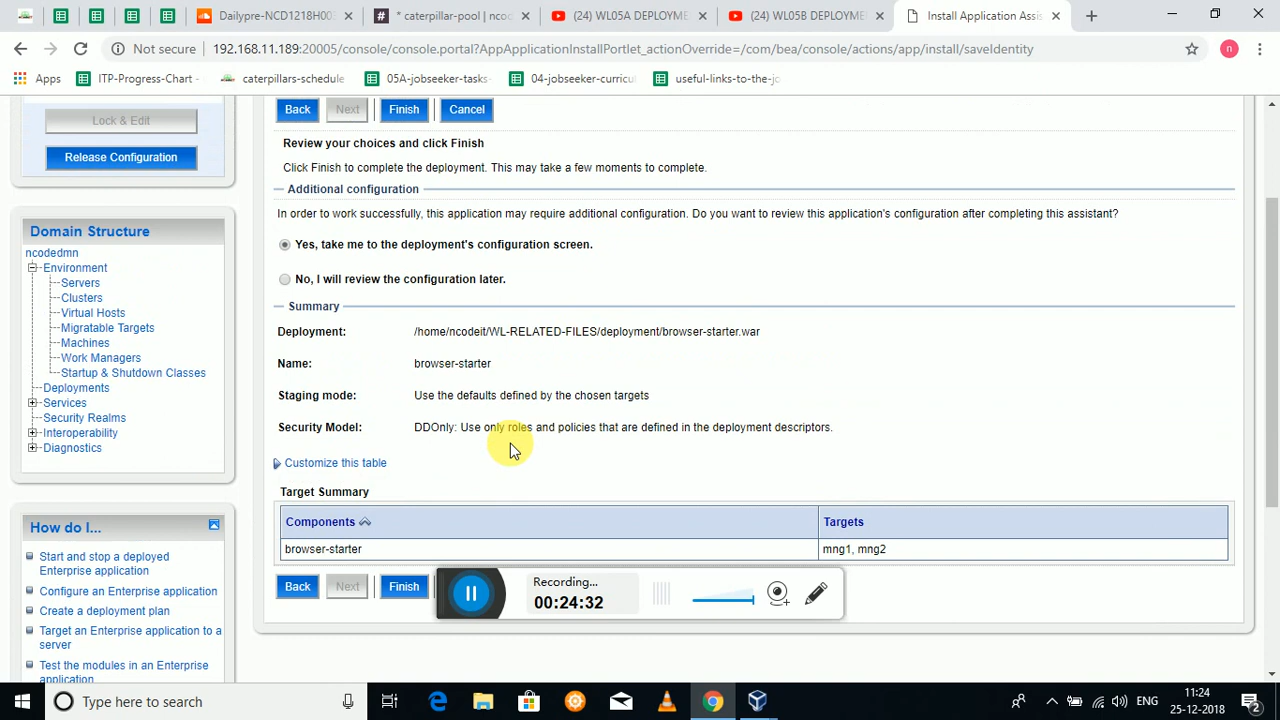 Dailypre-NCD1218H00
* caterpillar-pool | ncod
(24) WL05A DEPLOYME
(24) WL05B DEPLOYME
Install Application Assis
Not secure
192.168.11.189:20005/console/console.portal?AppApplicationInstallPortlet_actionOverride=/com/bea/console/actions/app/install/saveIdentity
n
Apps
ITP-Progress-Chart -
caterpillars-schedule
05A-jobseeker-tasks-
04-jobseeker-curricu
useful-links-to-the-jo
Lock & Edit
Release Configuration
Domain Structure
ncodedmn
Environment
Servers
Clusters
Virtual Hosts
Migratable Targets
Machines
Work Managers
Startup & Shutdown Classes
Deployments
Services
Security Realms
Interoperability
Diagnostics
How do I...
Start and stop a deployed
Enterprise application
Configure an Enterprise application
Create a deployment plan
Target an Enterprise application to a
server
Test the modules in an Enterprise
application
Back Next Finish Cancel
Review your choices and click Finish
Click Finish to complete the deployment. This may take a few moments to complete.
Additional configuration
In order to work successfully, this application may require additional configuration. Do you want to review this application's configuration after completing this assistant?
Yes, take me to the deployment's configuration screen.
No, I will review the configuration later.
Summary
Deployment: /home/ncodeit/WL-RELATED-FILES/deployment/browser-starter.war
Name: browser-starter
Staging mode: Use the defaults defined by the chosen targets
Security Model: DDOnly: Use only roles and policies that are defined in the deployment descriptors.
Customize this table
Target Summary
Components Targets
browser-starter mng1, mng2
Back Next Finish
Recording...
00:24:32
Type here to search
ENG
11:24
25-12-2018
2